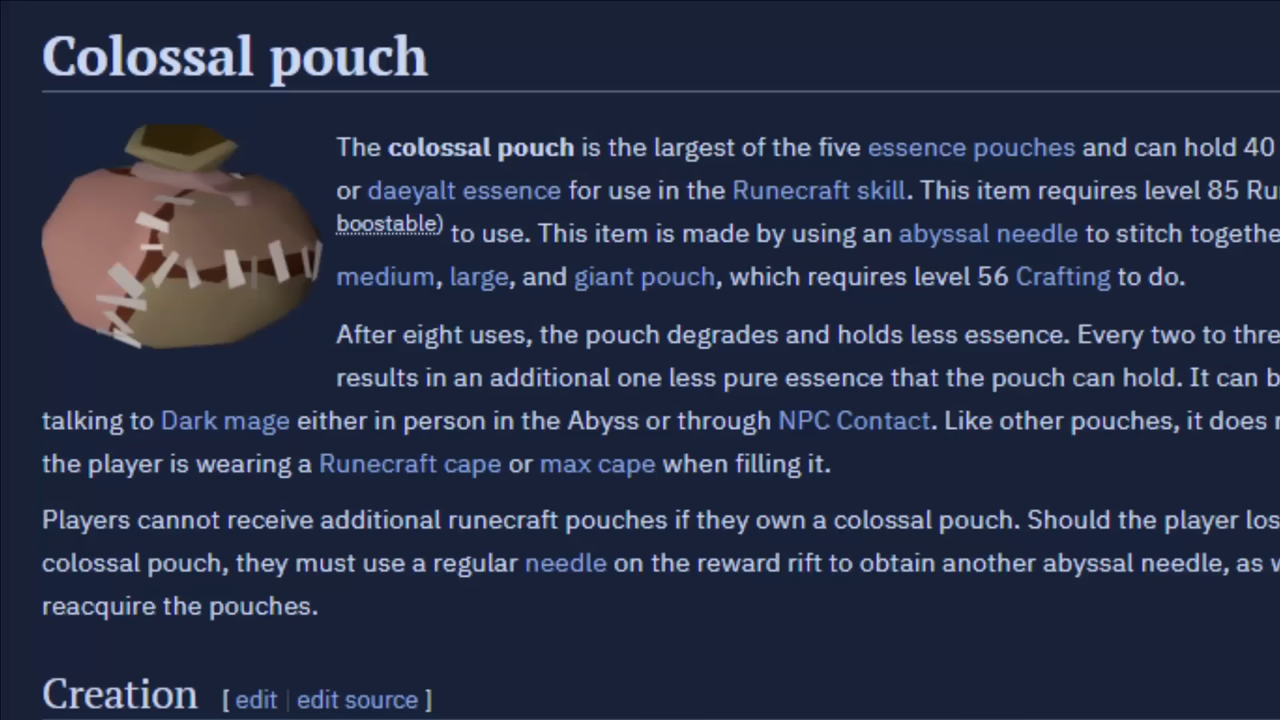 Colossal pouch
The colossal pouch is the largest of the five essence pouches and can hold 40
or daeyalt essence for use in the Runecraft skill. This item requires level 85 Ru
boostable) to use. This item is made by using an abyssal needle to stitch togethe
medium, large, and giant pouch, which requires level 56 Crafting to do.
After eight uses, the pouch degrades and holds less essence. Every two to thre
results in an additional one less pure essence that the pouch can hold. It can b
talking to Dark mage either in person in the Abyss or through NPC Contact. Like other pouches, it does
the player is wearing a Runecraft cape or max cape when filling it.
Players cannot receive additional runecraft pouches if they own a colossal pouch. Should the player los
colossal pouch, they must use a regular needle on the reward rift to obtain another abyssal needle, as w
reacquire the pouches.
Creation [ edit | edit source ]